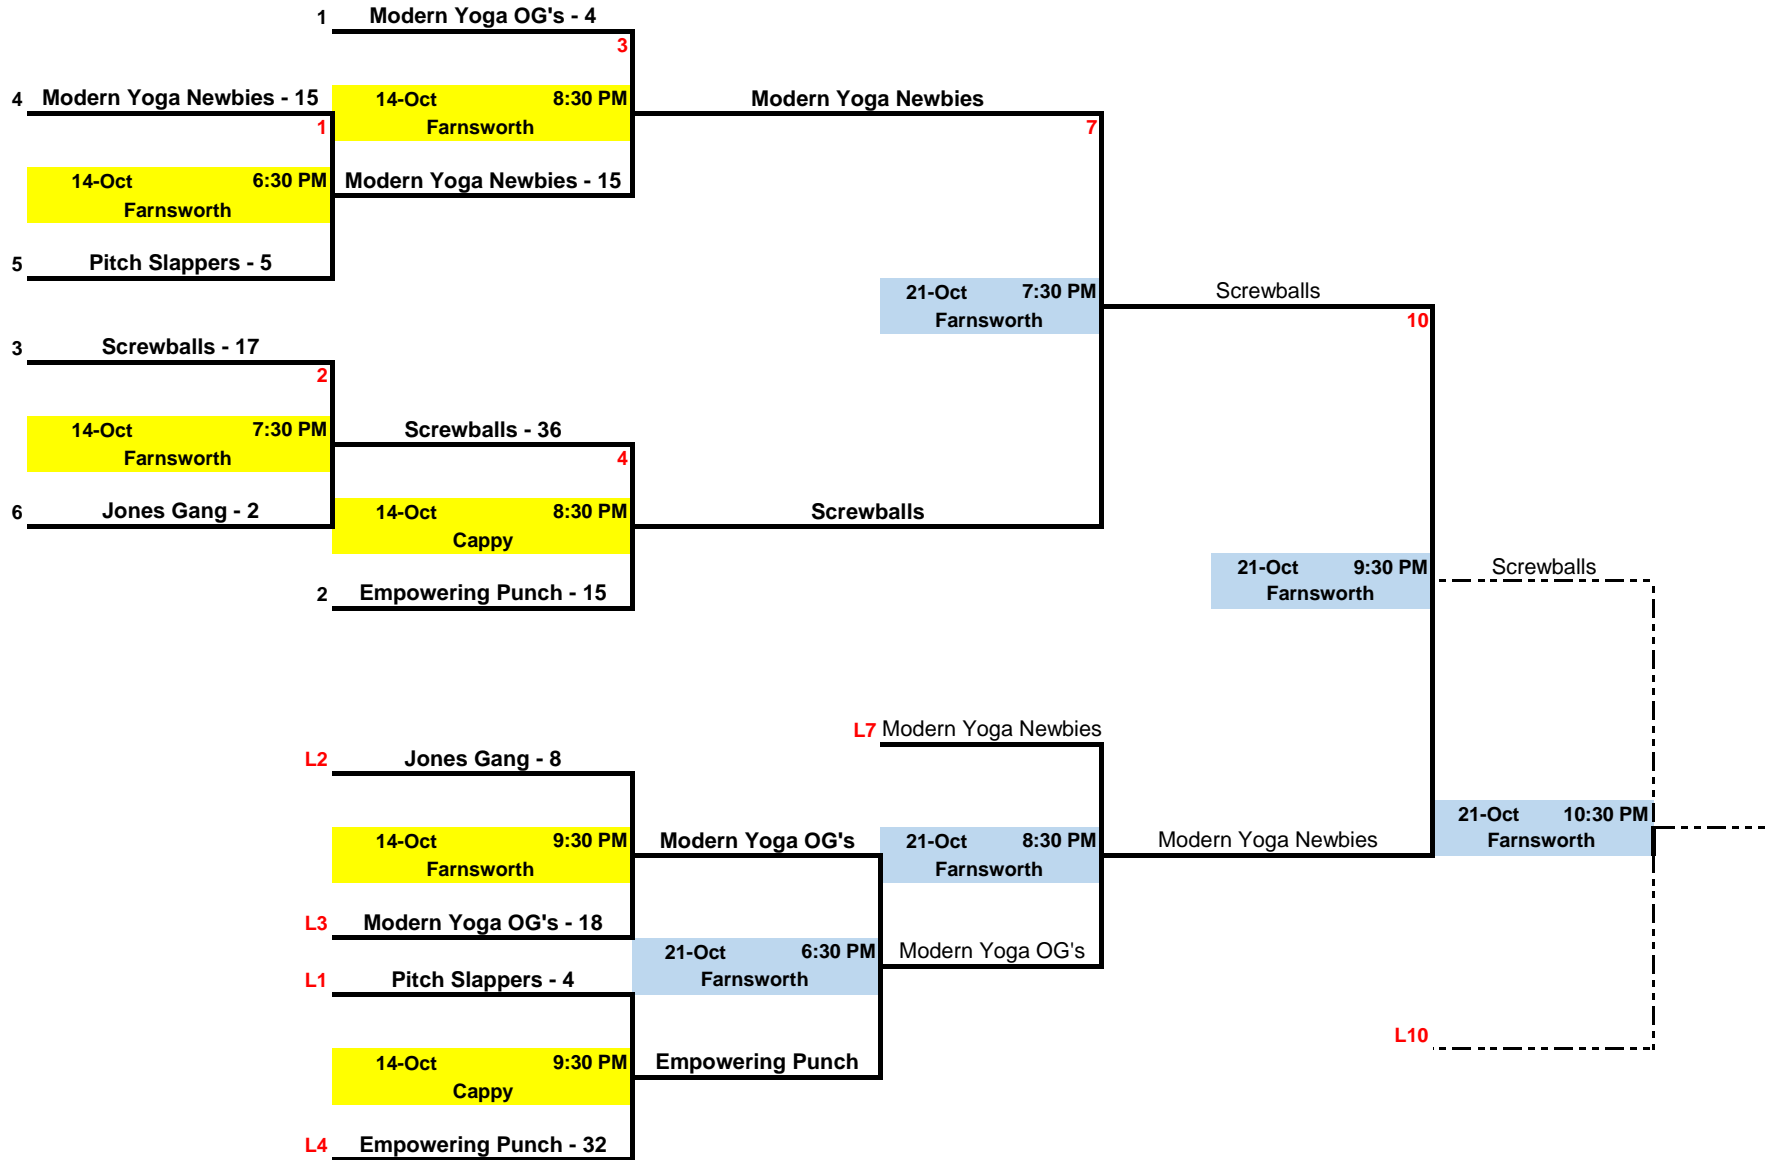 1 Modern Yoga OG's - 4
3
4 Modern Yoga Newbies - 15
14-Oct 8:30 PM
Farnsworth
Modern Yoga Newbies
1
7
14-Oct 6:30 PM
Farnsworth
Modern Yoga Newbies - 15
5 Pitch Slappers - 5
21-Oct 7:30 PM
Farnsworth
Screwballs
10
3 Screwballs - 17
2
14-Oct 7:30 PM
Farnsworth
Screwballs - 36
4
6 Jones Gang - 2
14-Oct 8:30 PM
Cappy
Screwballs
2 Empowering Punch - 15
21-Oct 9:30 PM
Farnsworth
Screwballs
L7 Modern Yoga Newbies
L2 Jones Gang - 8
14-Oct 9:30 PM
Farnsworth
Modern Yoga OG's
21-Oct 8:30 PM
Farnsworth
Modern Yoga Newbies
21-Oct 10:30 PM
Farnsworth
L3 Modern Yoga OG's - 18
21-Oct 6:30 PM
Farnsworth
Modern Yoga OG's
L1 Pitch Slappers - 4
L10
14-Oct 9:30 PM
Cappy
Empowering Punch
L4 Empowering Punch - 32